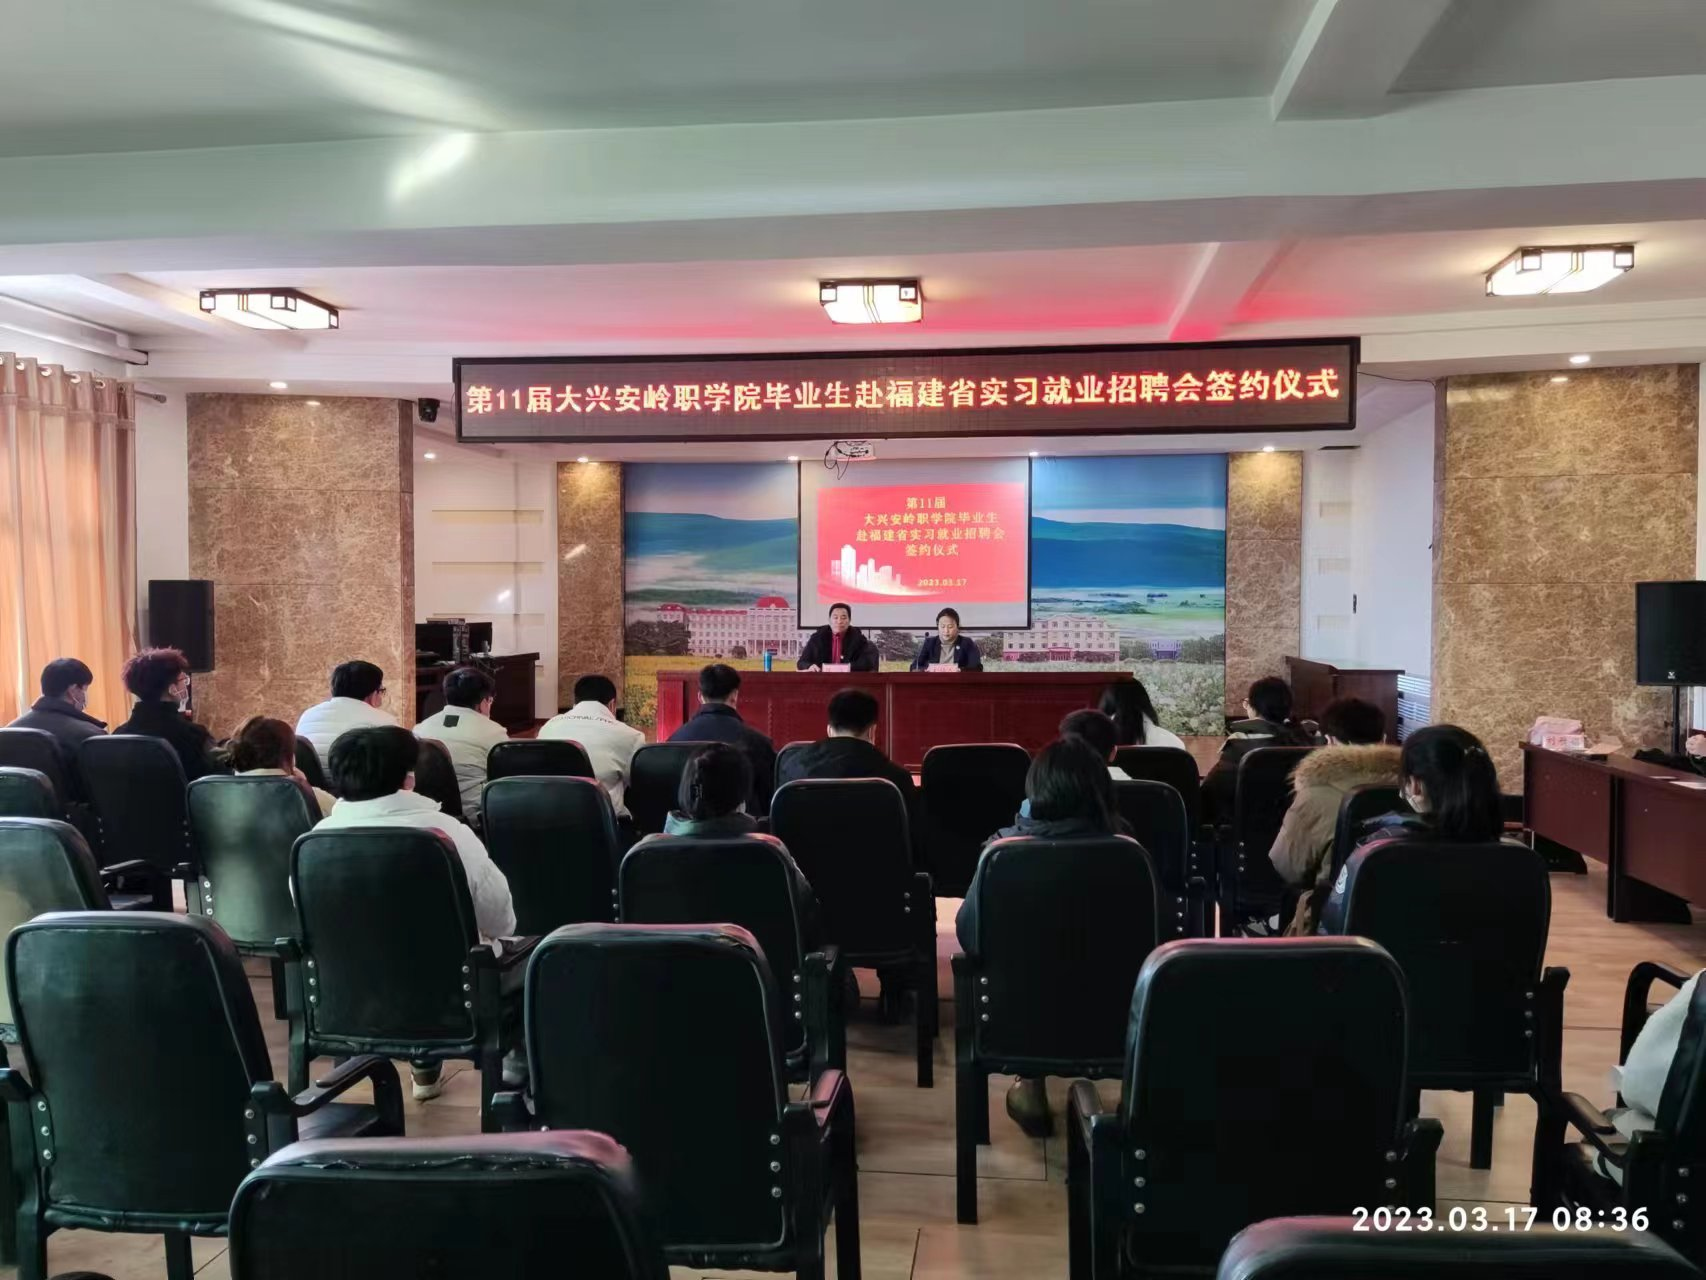 第11届大兴安岭职学院毕业生赴福建省实习就业招聘会签约仪式
第11届
大兴安岭职学院毕业生
赴福建省实习就业招聘会
签约仪式
2023.03.17
2023.03.17 08:36